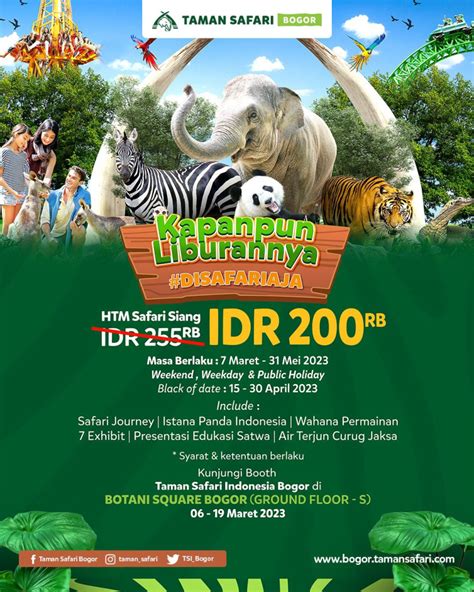 TAMAN SAFARI BOGOR
Kapanpun
Liburannya
#DISAFARIAJA
HTM Safari Siang
IDR 255RB IDR 200RB
Masa Berlaku : 7 Maret - 31 Mei 2023
Weekend , Weekday & Public Holiday
Black of date : 15 - 30 April 2023
Include :
Safari Journey | Istana Panda Indonesia | Wahana Permainan
7 Exhibit | Presentasi Edukasi Satwa | Air Terjun Curug Jaksa
* Syarat & ketentuan berlaku
Kunjungi Booth
Taman Safari Indonesia Bogor di
BOTANI SQUARE BOGOR (GROUND FLOOR - S)
06 - 19 Maret 2023
Taman Safari Bogor taman_safari TSI_Bogor www.bogor.tamansafari.com